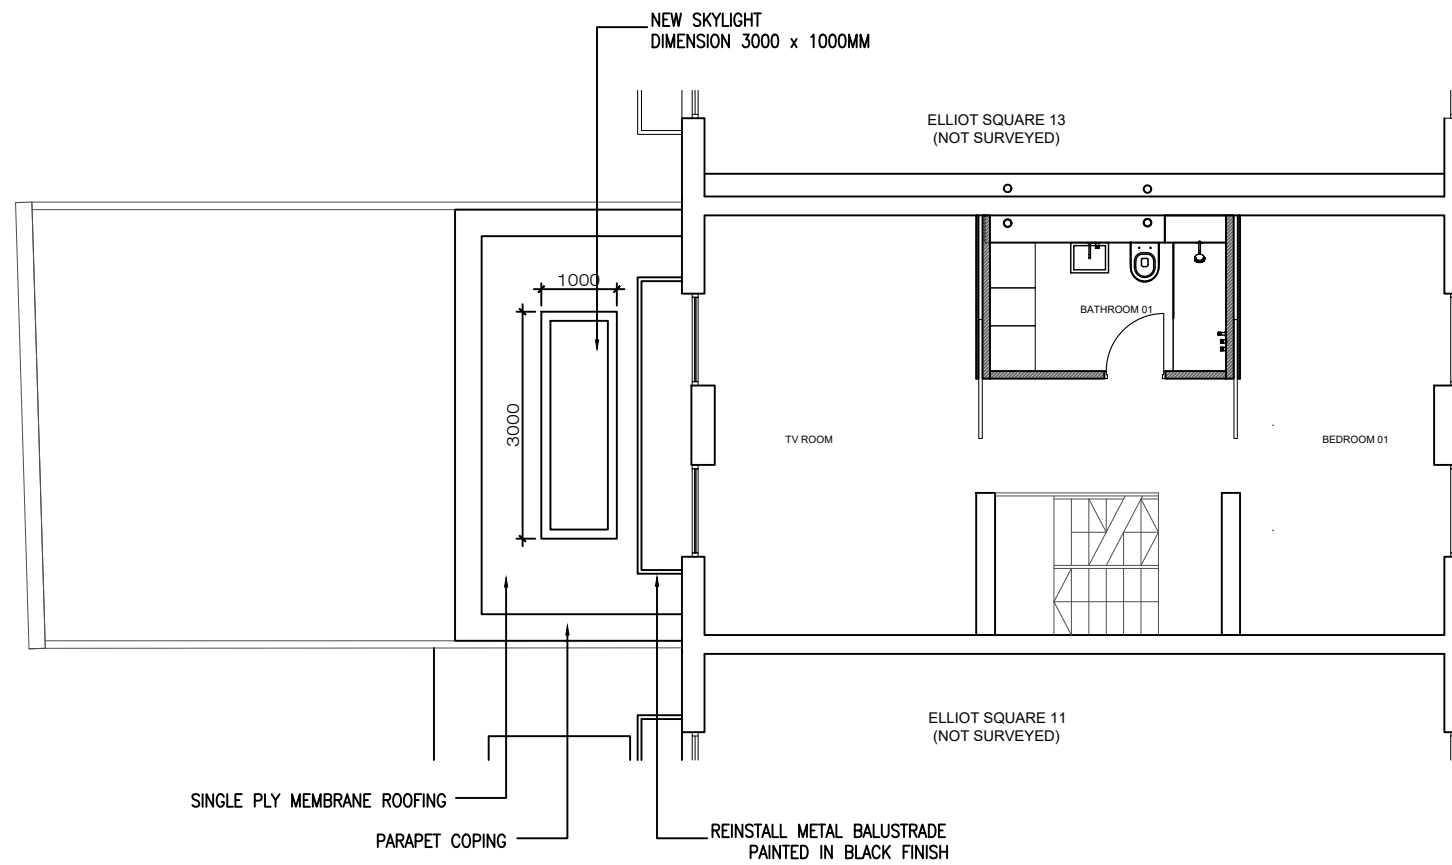 NEW SKYLIGHT
DIMENSION 3000 x 1000MM
ELLIOT SQUARE 13
(NOT SURVEYED)
1000
3000
BATHROOM 01
TV ROOM
BEDROOM 01
ELLIOT SQUARE 11
(NOT SURVEYED)
SINGLE PLY MEMBRANE ROOFING
PARAPET COPING
REINSTALL METAL BALUSTRADE
PAINTED IN BLACK FINISH